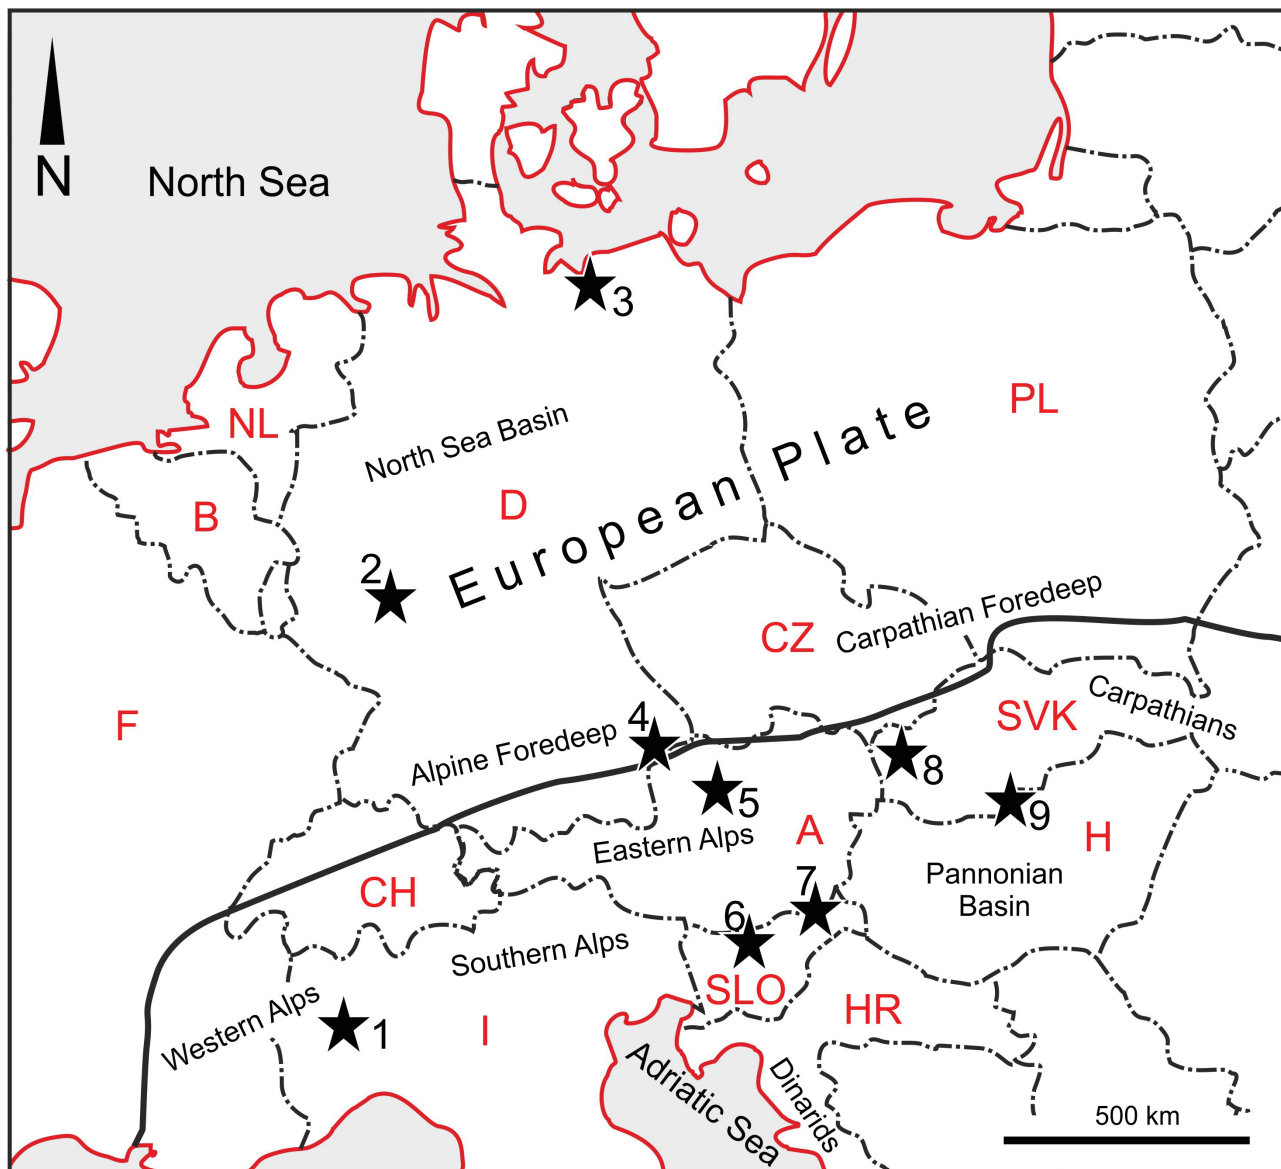 N
North Sea
3
NL
North Sea Basin
PL
B
D
European Plate
2
CZ
Carpathian Foredeep
F
SVK
Carpathians
4
Alpine Foredeep
8
5
9
A
H
Eastern Alps
CH
Pannonian
Basin
7
6
Southern Alps
SLO
HR
Western Alps
1
I
Adriatic Sea
Dinarids
500 km